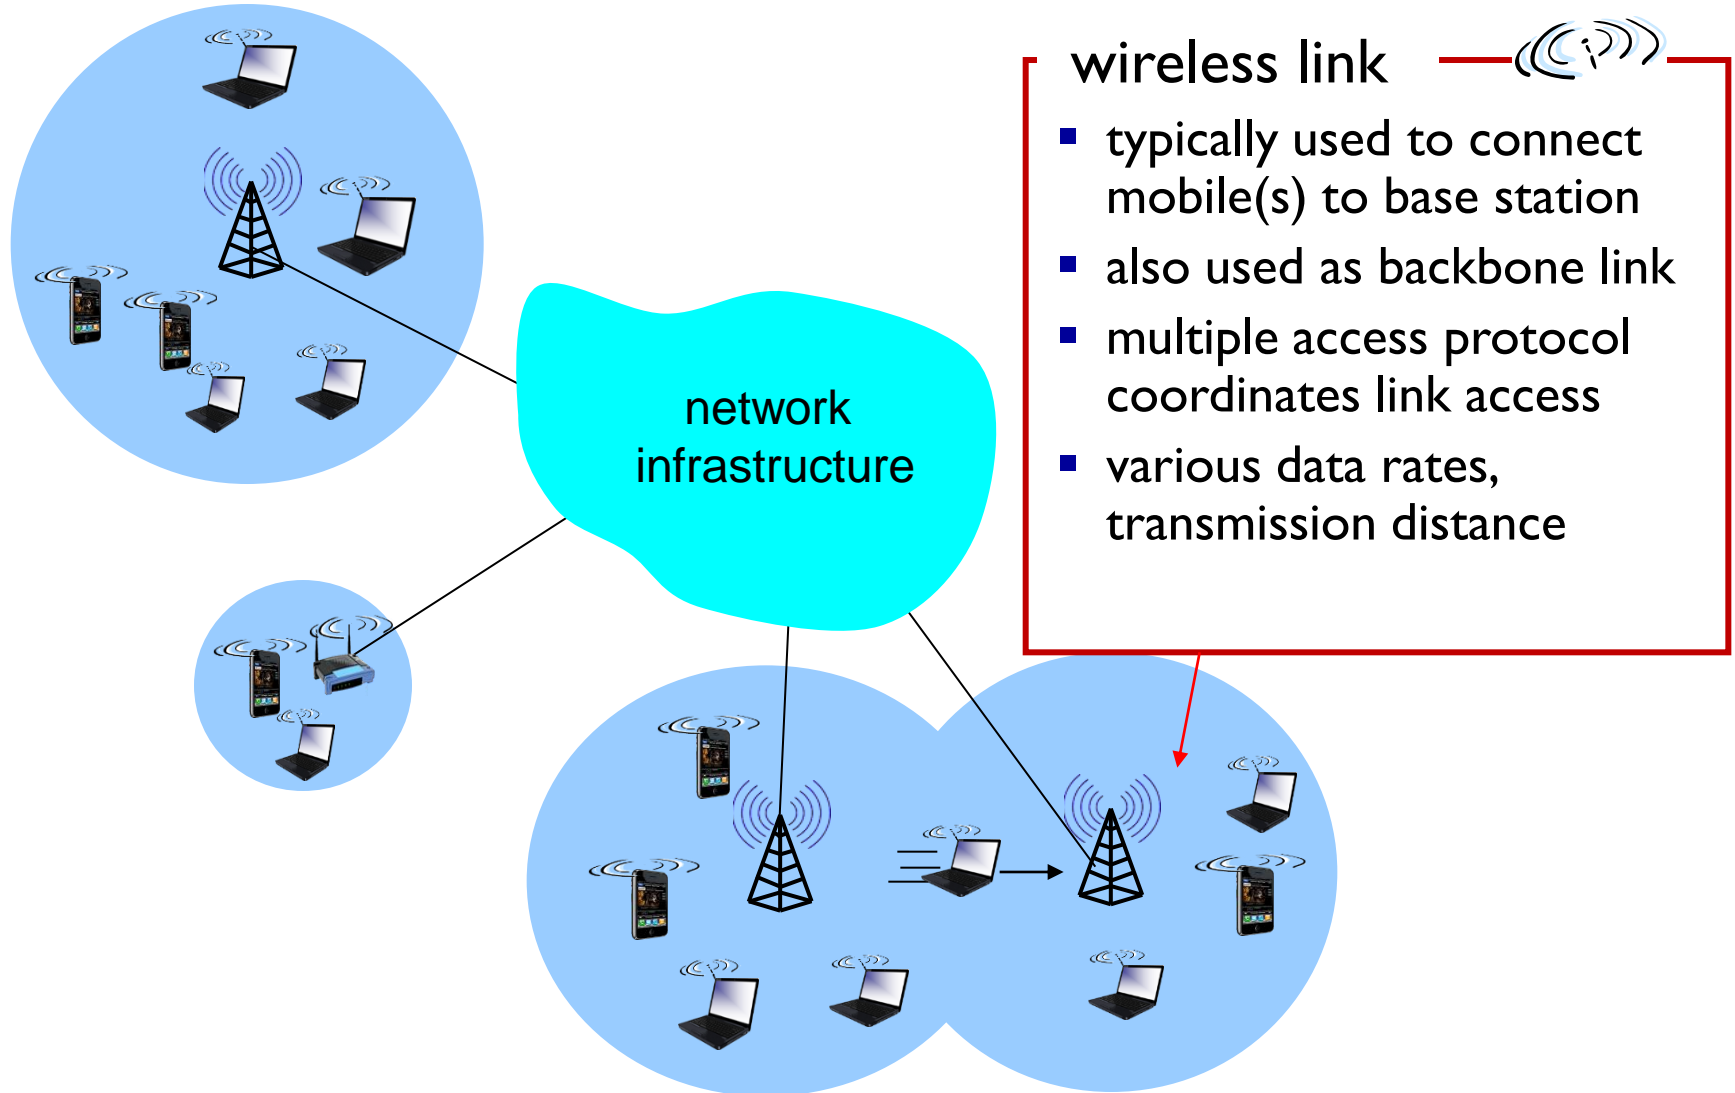 wireless link
typically used to connect
mobile(s) to base station
also used as backbone link
multiple access protocol
coordinates link access
various data rates,
transmission distance
network
infrastructure